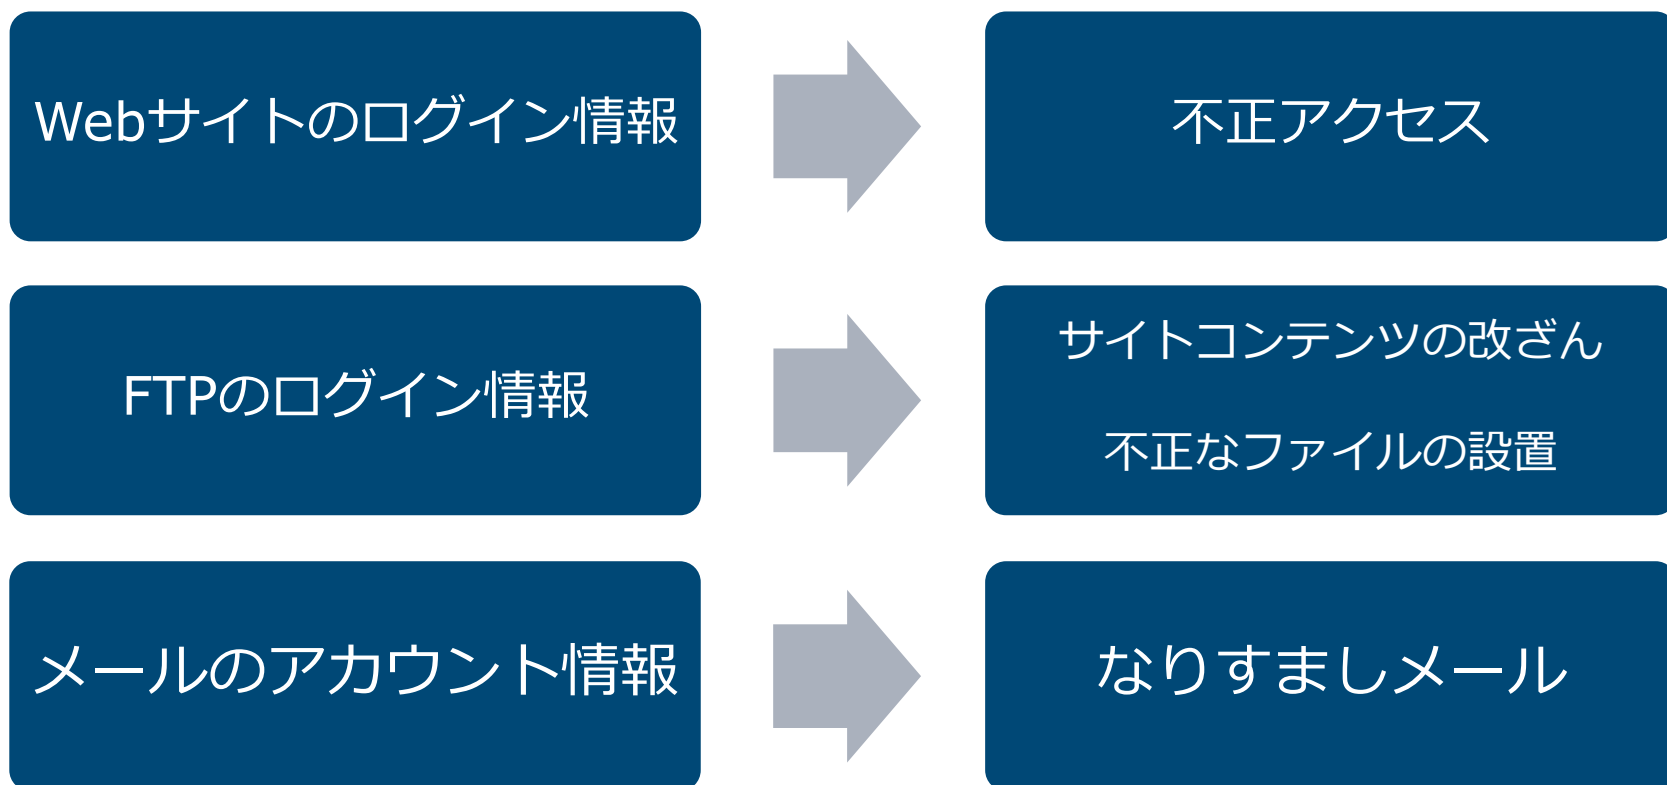 Webサイトのログイン情報
不正アクセス
FTPのログイン情報
サイトコンテンツの改ざん
不正なファイルの設置
メールのアカウント情報
なりすましメール